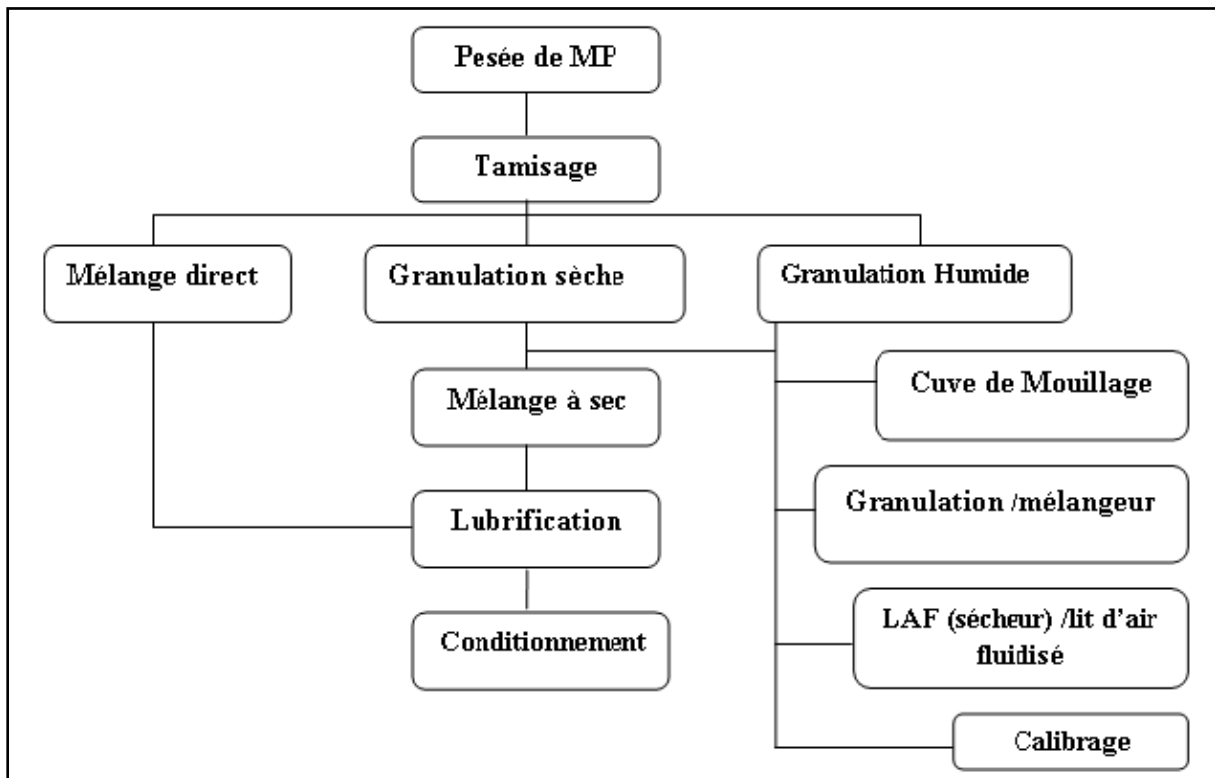 Pesée de MP
Tamisage
Mélange direct
Granulation sèche
Granulation Humide
Cuve de Mouillage
Mélange à sec
Granulation /mélangeur
Lubrification
LAF (sécheur) /lit d'air
fluidisé
Conditionnement
Calibrage